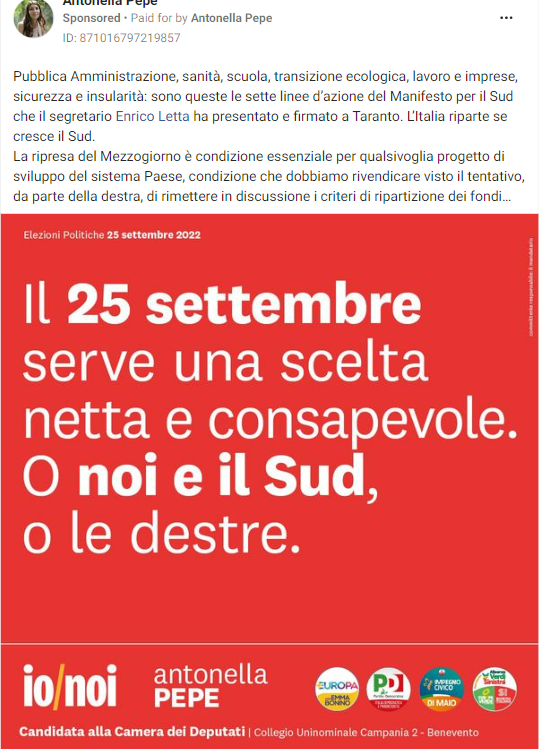 Antonella Pepe
Sponsored • Paid for by Antonella Pepe
ID: 871016797219857
Pubblica Amministrazione, sanità, scuola, transizione ecologica, lavoro e imprese,
sicurezza e insularità: sono queste le sette linee d’azione del Manifesto per il Sud
che il segretario Enrico Letta ha presentato e firmato a Taranto. L’Italia riparte se
cresce il Sud.
La ripresa del Mezzogiorno è condizione essenziale per qualsivoglia progetto di
sviluppo del sistema Paese, condizione che dobbiamo rivendicare visto il tentativo,
da parte della destra, di rimettere in discussione i criteri di ripartizione dei fondi...
Elezioni Politiche 25 settembre 2022
Il 25 settembre
serve una scelta
netta e consapevole.
O noi e il Sud,
o le destre.
io/noi
antonella
PEPE
+EUROPA
EMMA
BONINO
PD
Partito Democratico
IMPEGNO
CIVICO
DI MAIO
Alleanza
Verdi
Sinistra
SI
Candidata alla Camera dei Deputati | Collegio Uninominale Campania 2 - Benevento